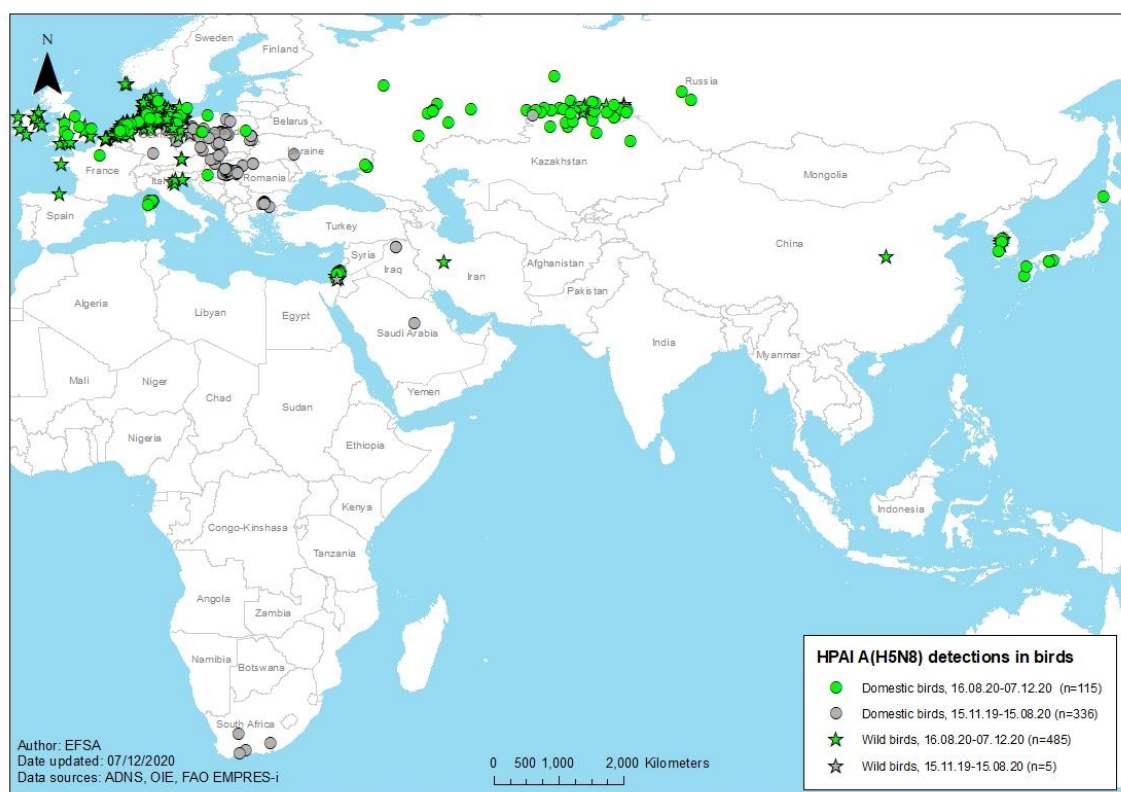 N
Sweden
Finland
Russia
Belarus
Ukraine
Kazakhstan
Mongolia
France
Romania
Spain
Turkey
China
Syria
Iraq
Iran
Afghanistan
Pakistan
Algeria
Libyan
Egypt
Saudi Arabia
India
Myanmar
Mali
Niger
Chad
Sudan
Yemen
Nigeria
Ethiopia
Kenya
Congo-Kinshasa
Tanzania
Indonesia
Angola
Zambia
Namibia
Botswana
South Africa
HPAI A(H5N8) detections in birds
Domestic birds, 16.08.20-07.12.20 (n=115)
Domestic birds, 15.11.19-15.08.20 (n=336)
Wild birds, 16.08.20-07.12.20 (n=485)
Wild birds, 15.11.19-15.08.20 (n=5)
Author: EFSA
Date updated: 07/12/2020
Data sources: ADNS, OIE, FAO EMPRES-i
0 500 1,000 2,000 Kilometers